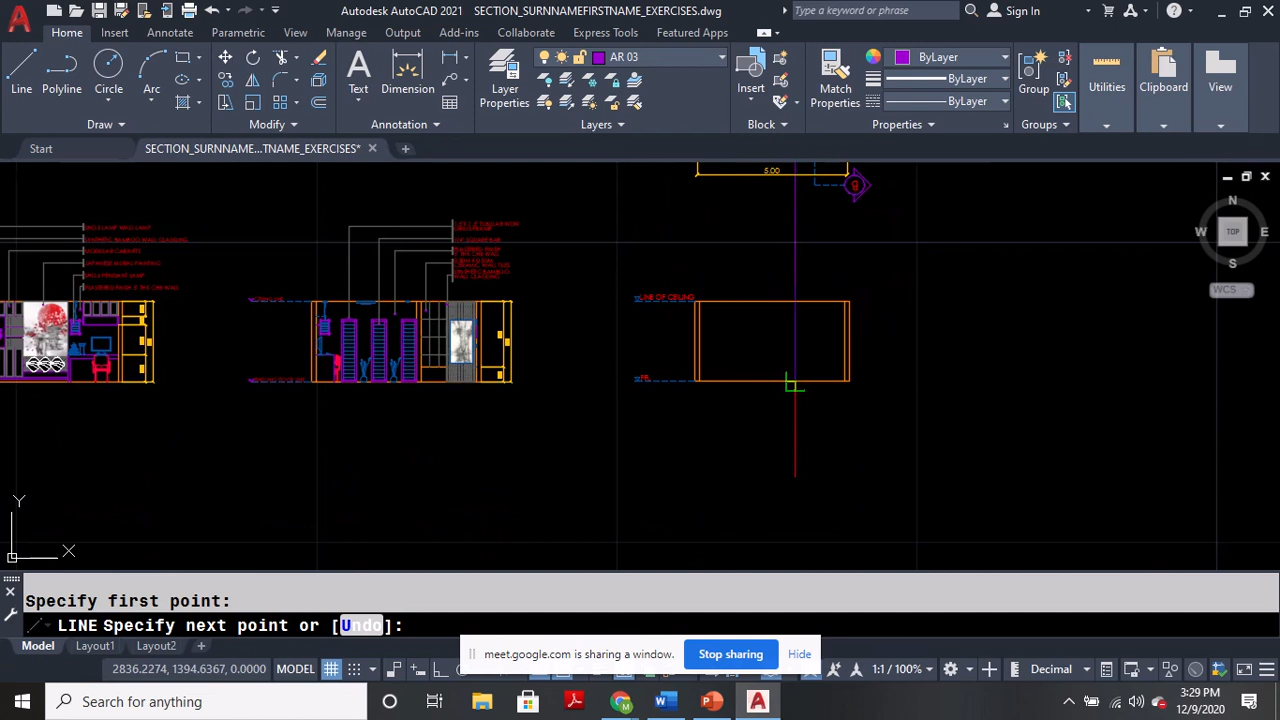 Autodesk AutoCAD 2021 SECTION_SURNNAMEFIRSTNAME_EXERCISES.dwg
Type a keyword or phrase
Sign In
Home Insert Annotate Parametric View Manage Output Add-ins Collaborate Express Tools Featured Apps
AR 03
ByLayer
ByLayer
ByLayer
Line Polyline Circle Arc
Text Dimension
Layer Properties
Insert
Match Properties
Group
Utilities
Clipboard
View
Draw Modify Annotation Layers Block Properties Groups
Start SECTION_SURNNAME...TNAME_EXERCISES*
5.00
B
N
W TOP E
S
WCS
LINE OF CEILING
Y
X
Specify first point:
LINE Specify next point or [Undo]:
Model Layout1 Layout2
meet.google.com is sharing a window. Stop sharing Hide
2836.2274, 1394.6367, 0.0000 MODEL
1:1 / 100%
Decimal
Search for anything
3:29 PM
12/9/2020